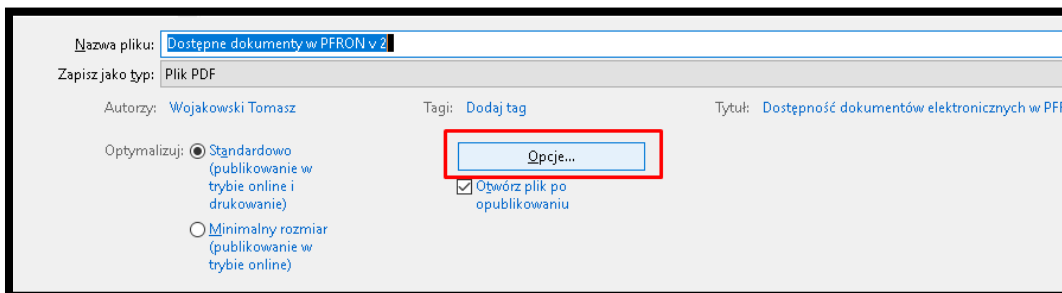 Nazwa pliku: Dostępne dokumenty w PFRON v 2
Zapisz jako typ: Plik PDF
Autorzy: Wojakowski Tomasz Tagi: Dodaj tag Tytuł: Dostępność dokumentów elektronicznych w
Optymalizuj: Standardowo
(publikowanie w
trybie online i
drukowanie)
Opcje...
Otwórz plik po
opublikowaniu
Minimalny rozmiar
(publikowanie w
trybie online)